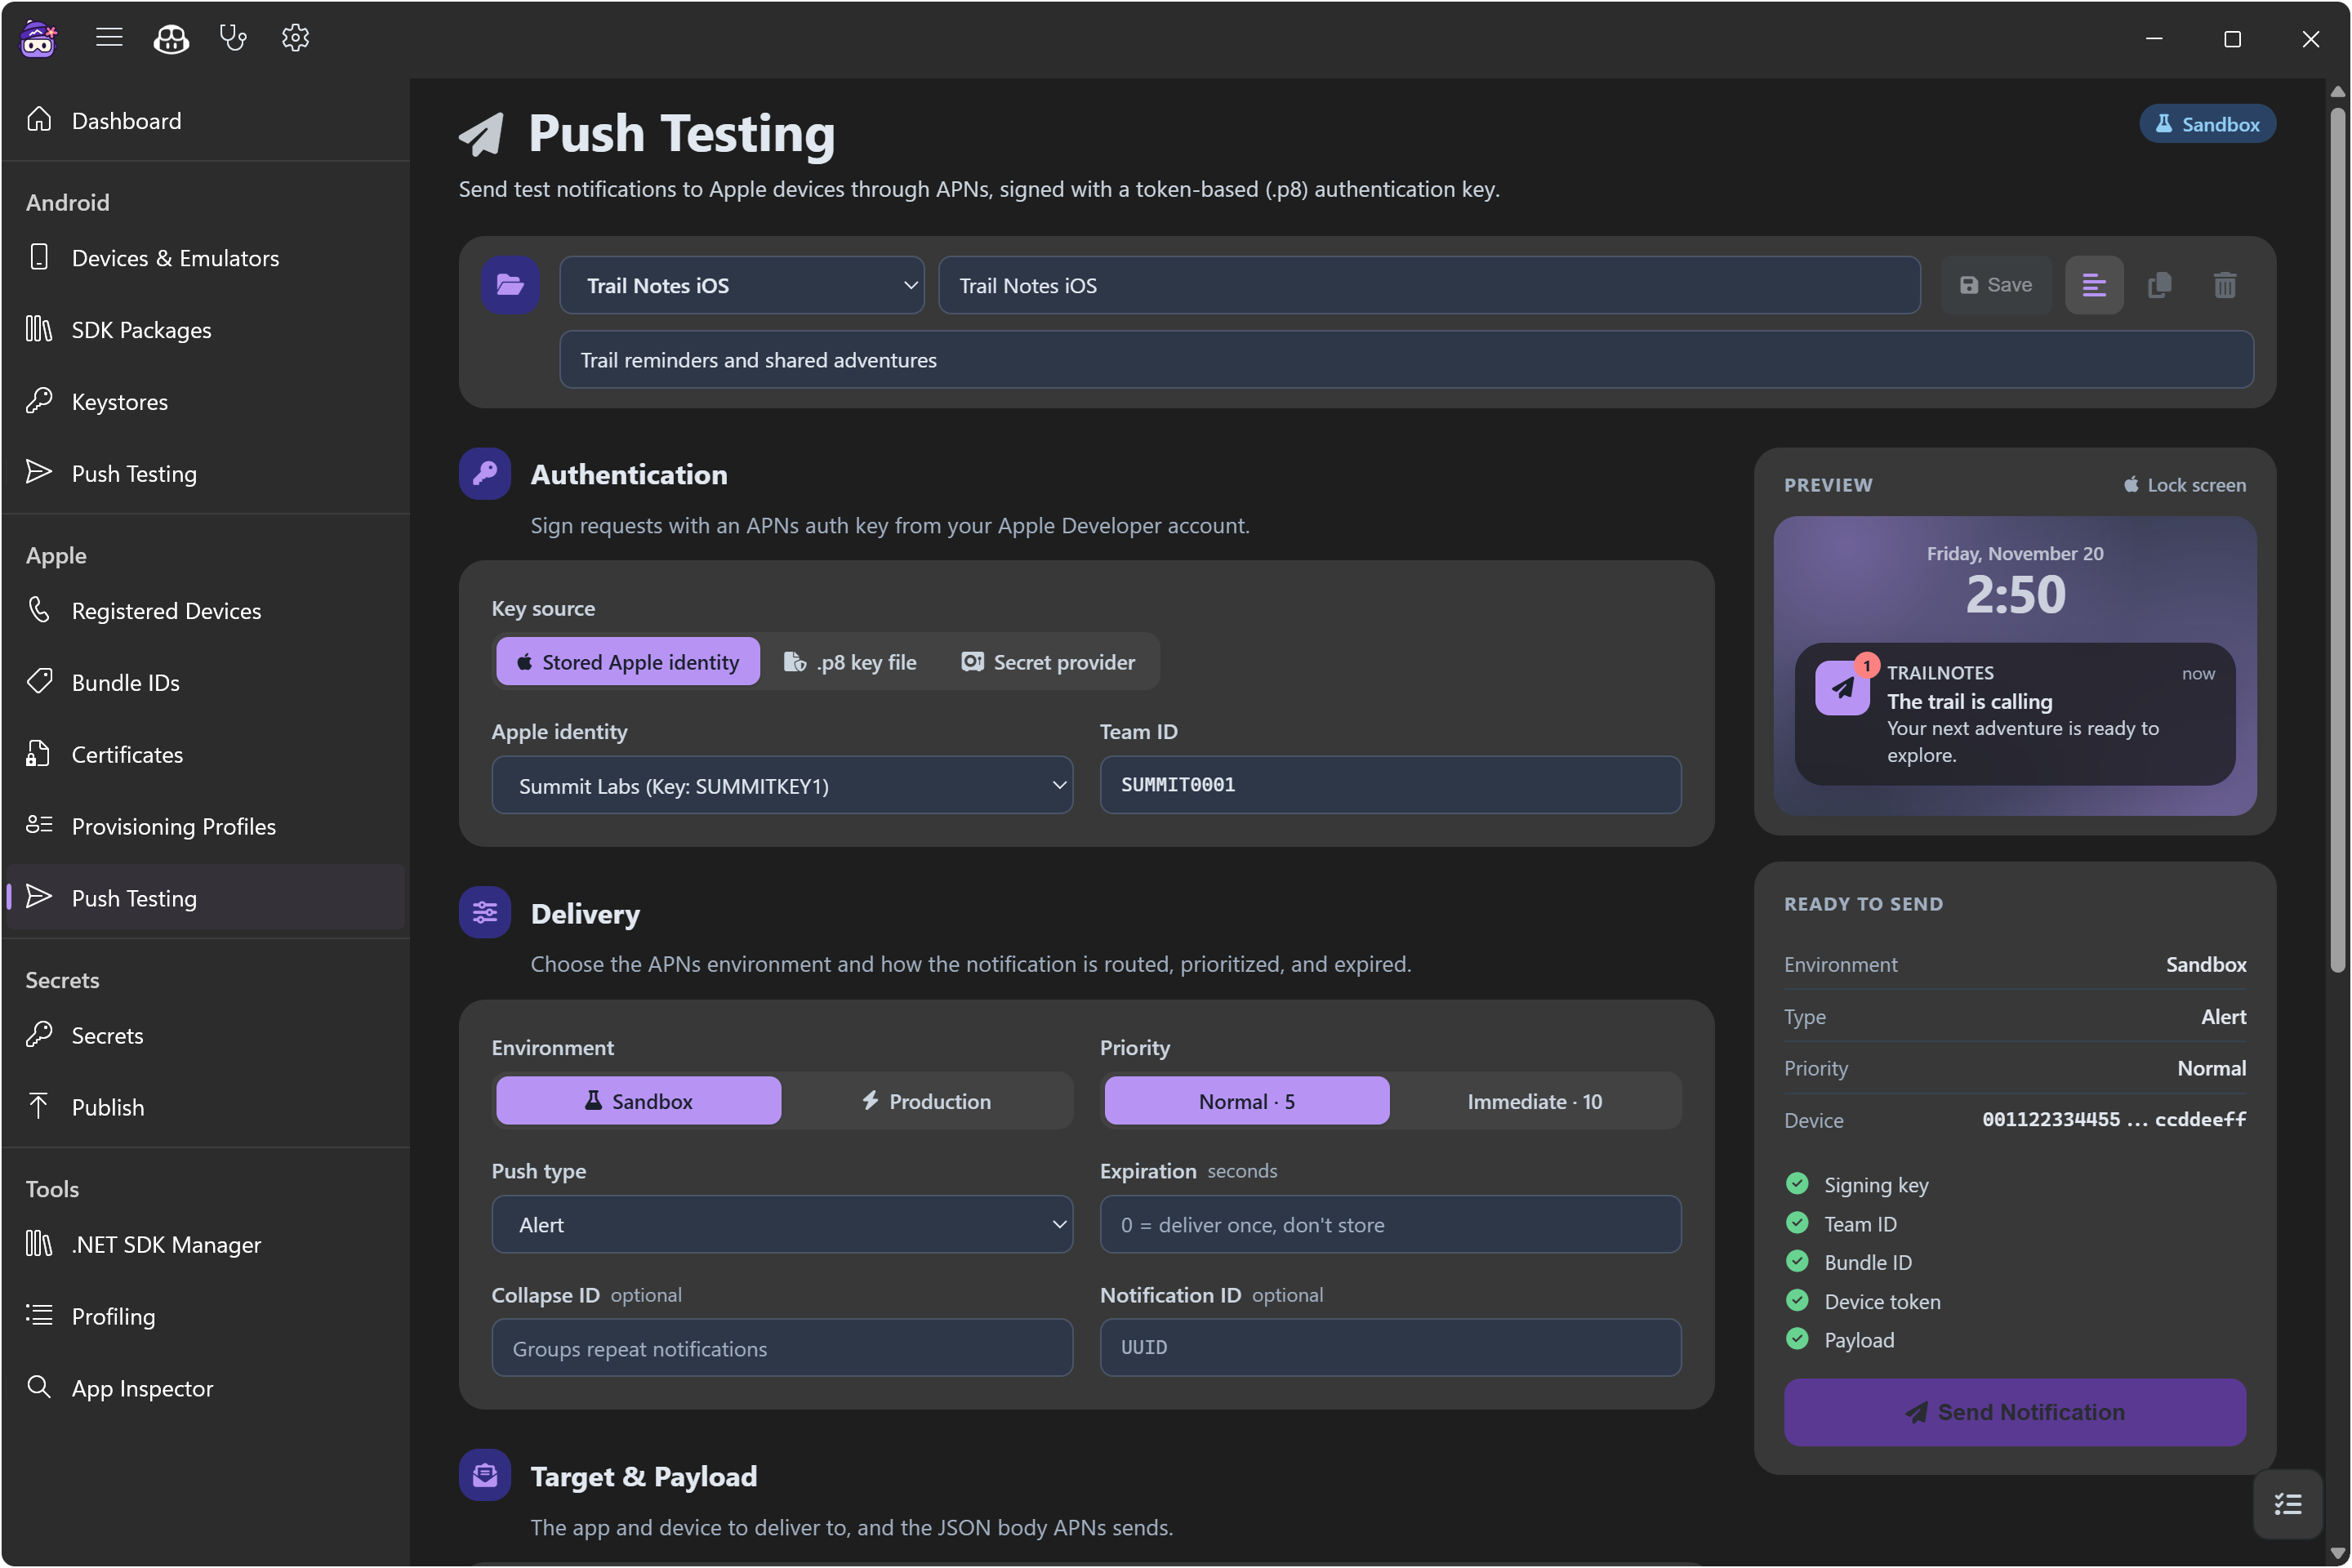 Dashboard
Android
Devices & Emulators
SDK Packages
Keystores
Push Testing
Apple
Registered Devices
Bundle IDs
Certificates
Provisioning Profiles
Push Testing
Secrets
Secrets
Publish
Tools
.NET SDK Manager
Profiling
App Inspector
Push Testing
Sandbox
Send test notifications to Apple devices through APNs, signed with a token-based (.p8) authentication key.
Trail Notes iOS
Trail Notes iOS
Save
Trail reminders and shared adventures
Authentication
Sign requests with an APNs auth key from your Apple Developer account.
Key source
Stored Apple identity
.p8 key file
Secret provider
Apple identity
Team ID
Summit Labs (Key: SUMMITKEY1)
SUMMIT0001
Delivery
Choose the APNs environment and how the notification is routed, prioritized, and expired.
Environment
Priority
Sandbox
Production
Normal · 5
Immediate · 10
Push type
Expiration seconds
Alert
0 = deliver once, don't store
Collapse ID optional
Notification ID optional
Groups repeat notifications
UUID
Target & Payload
The app and device to deliver to, and the JSON body APNs sends.
PREVIEW
Lock screen
Friday, November 20
2:50
1
TRAILNOTES
now
The trail is calling
Your next adventure is ready to
explore.
READY TO SEND
Environment Sandbox
Type Alert
Priority Normal
Device 001122334455 ... ccddeeff
Signing key
Team ID
Bundle ID
Device token
Payload
Send Notification